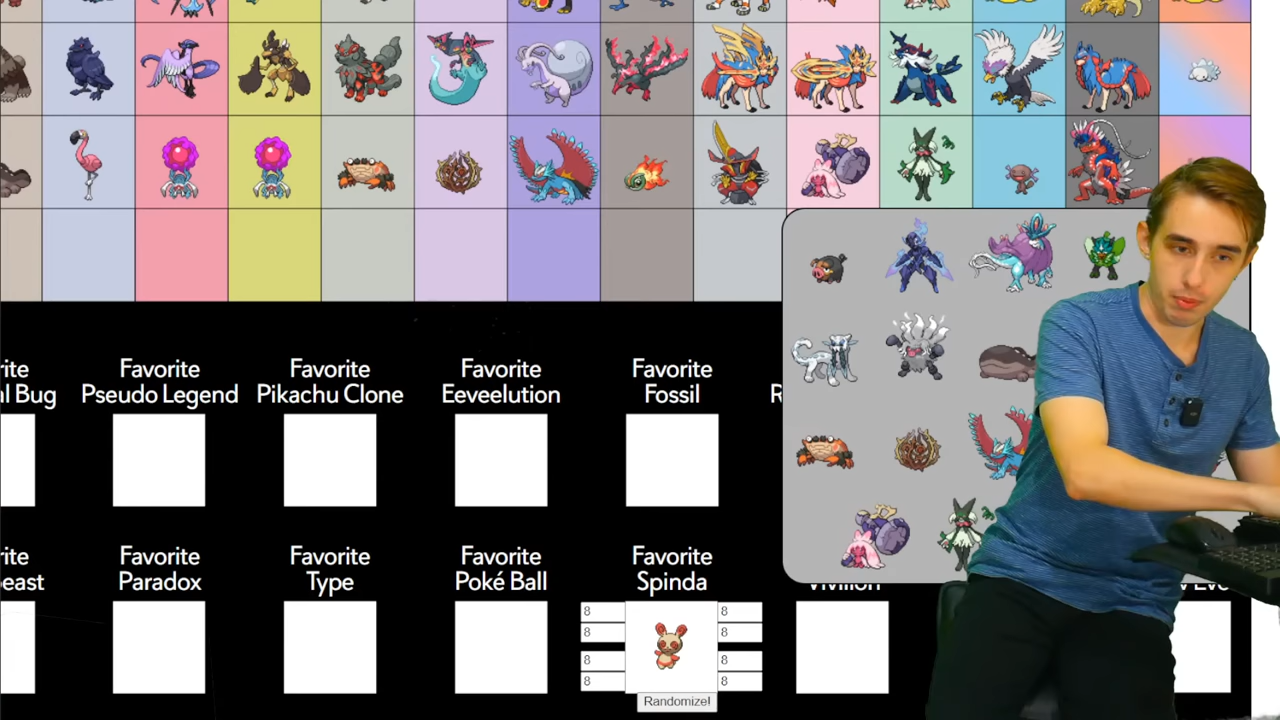 rite
al Bug
Favorite
Pseudo Legend
Favorite
Pikachu Clone
Favorite
Eeveelution
Favorite
Fossil
R
rite
east
Favorite
Paradox
Favorite
Type
Favorite
Poké Ball
Favorite
Spinda
8 8
8 8
8 8
8 8
Randomize!